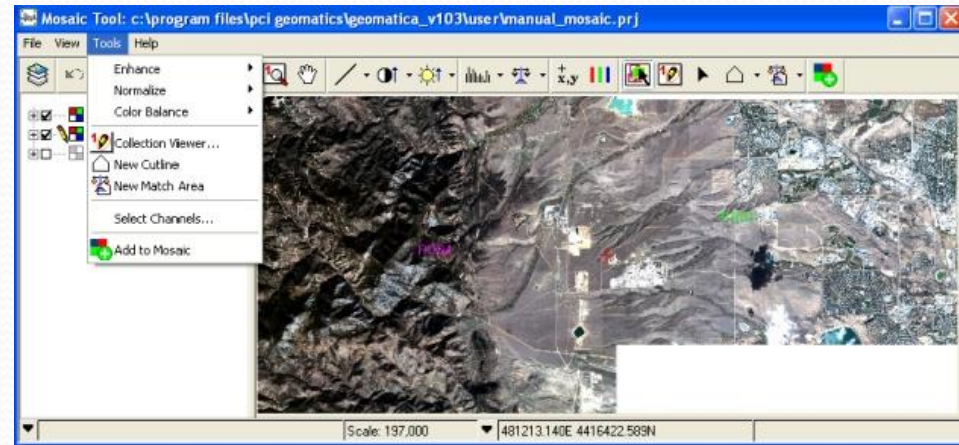 Mosaic Tool: c:\program files\pci geomatics\geomatica_v103\user\manual_mosaic.prj
File View Tools Help
Enhance
Normalize
Color Balance
Collection Viewer...
New Cutline
New Match Area
Select Channels...
Add to Mosaic
x,y
Scale: 197,000
481213.140E 4416422.589N